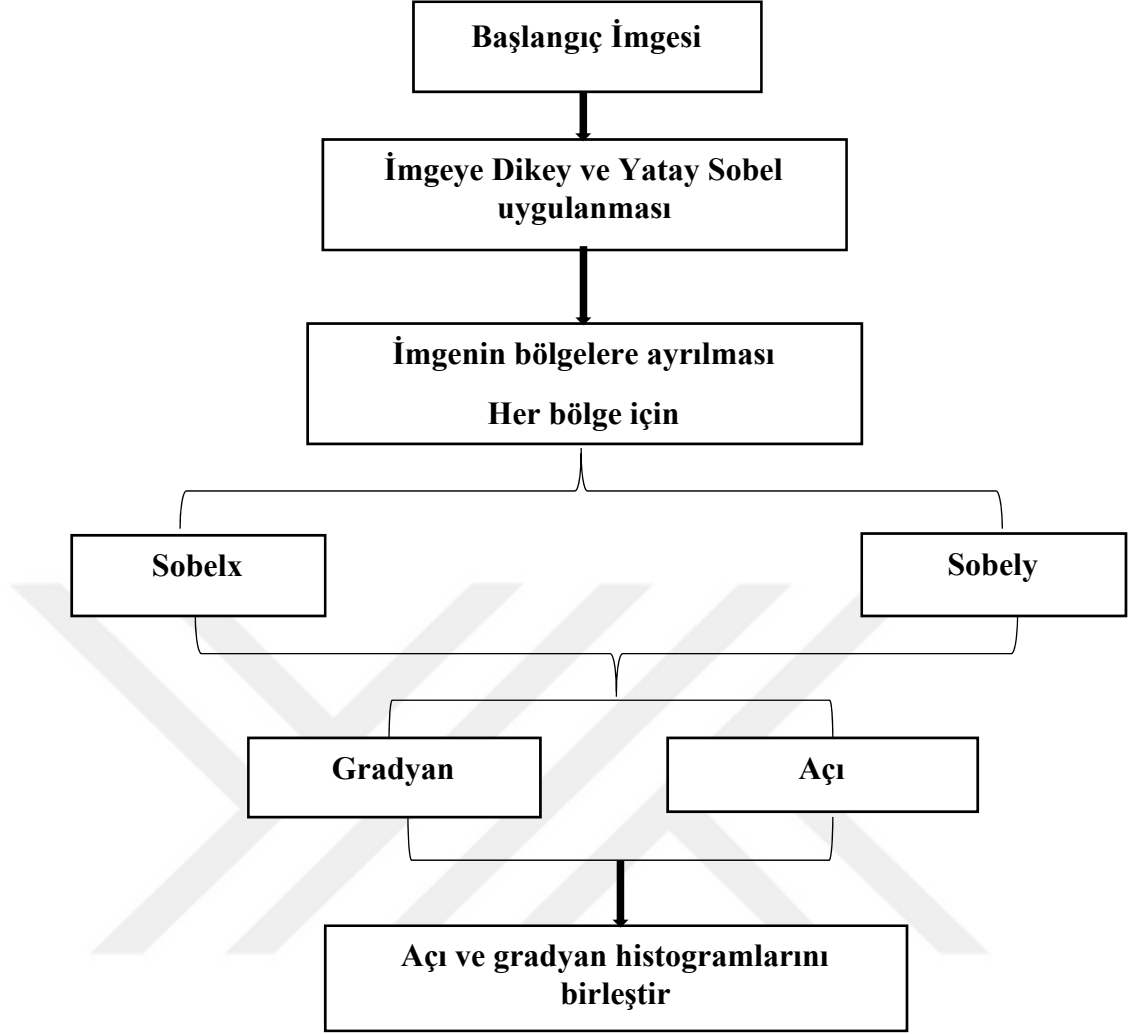 Başlangıç İmgesi
İmgeye Dikey ve Yatay Sobel
uygulanması
İmgenin bölgelere ayrılması
Her bölge için
Sobelx
Sobely
Gradyan
Açı
Açı ve gradyan histogramlarını
birleştir